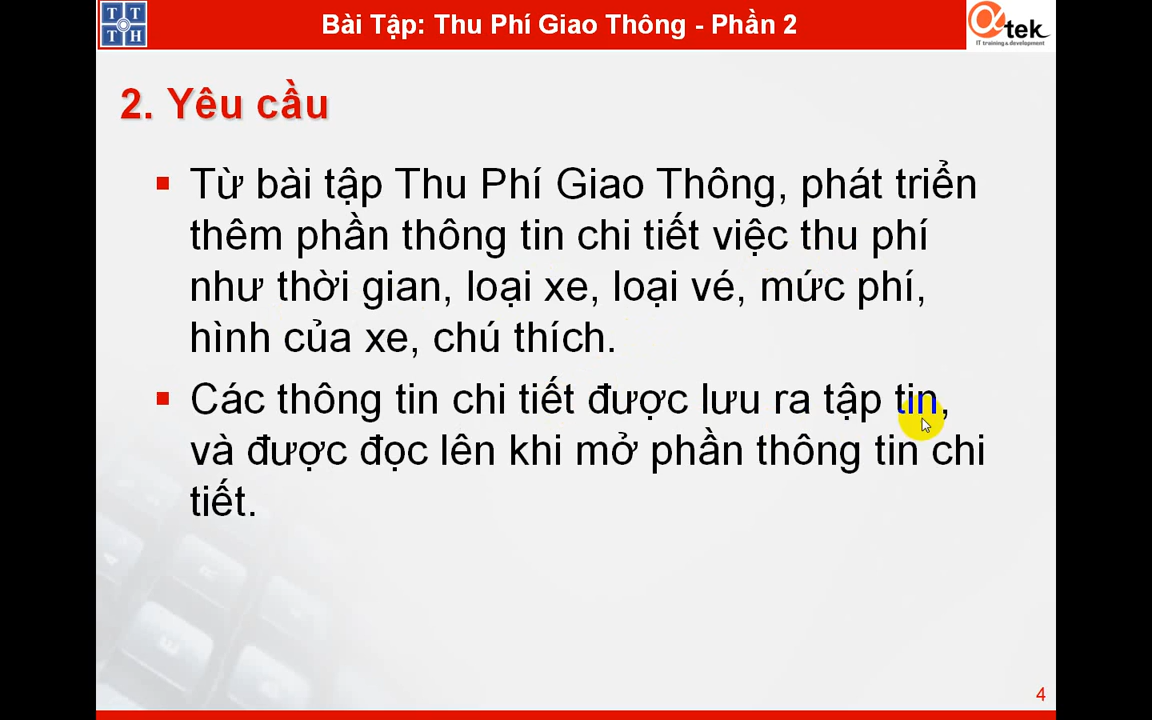 T T
T H
Bài Tập: Thu Phí Giao Thông - Phần 2
@tek
IT training & development
2. Yêu cầu
Từ bài tập Thu Phí Giao Thông, phát triển
thêm phần thông tin chi tiết việc thu phí
như thời gian, loại xe, loại vé, mức phí,
hình của xe, chú thích.
Các thông tin chi tiết được lưu ra tập tin,
và được đọc lên khi mở phần thông tin chi
tiết.
4